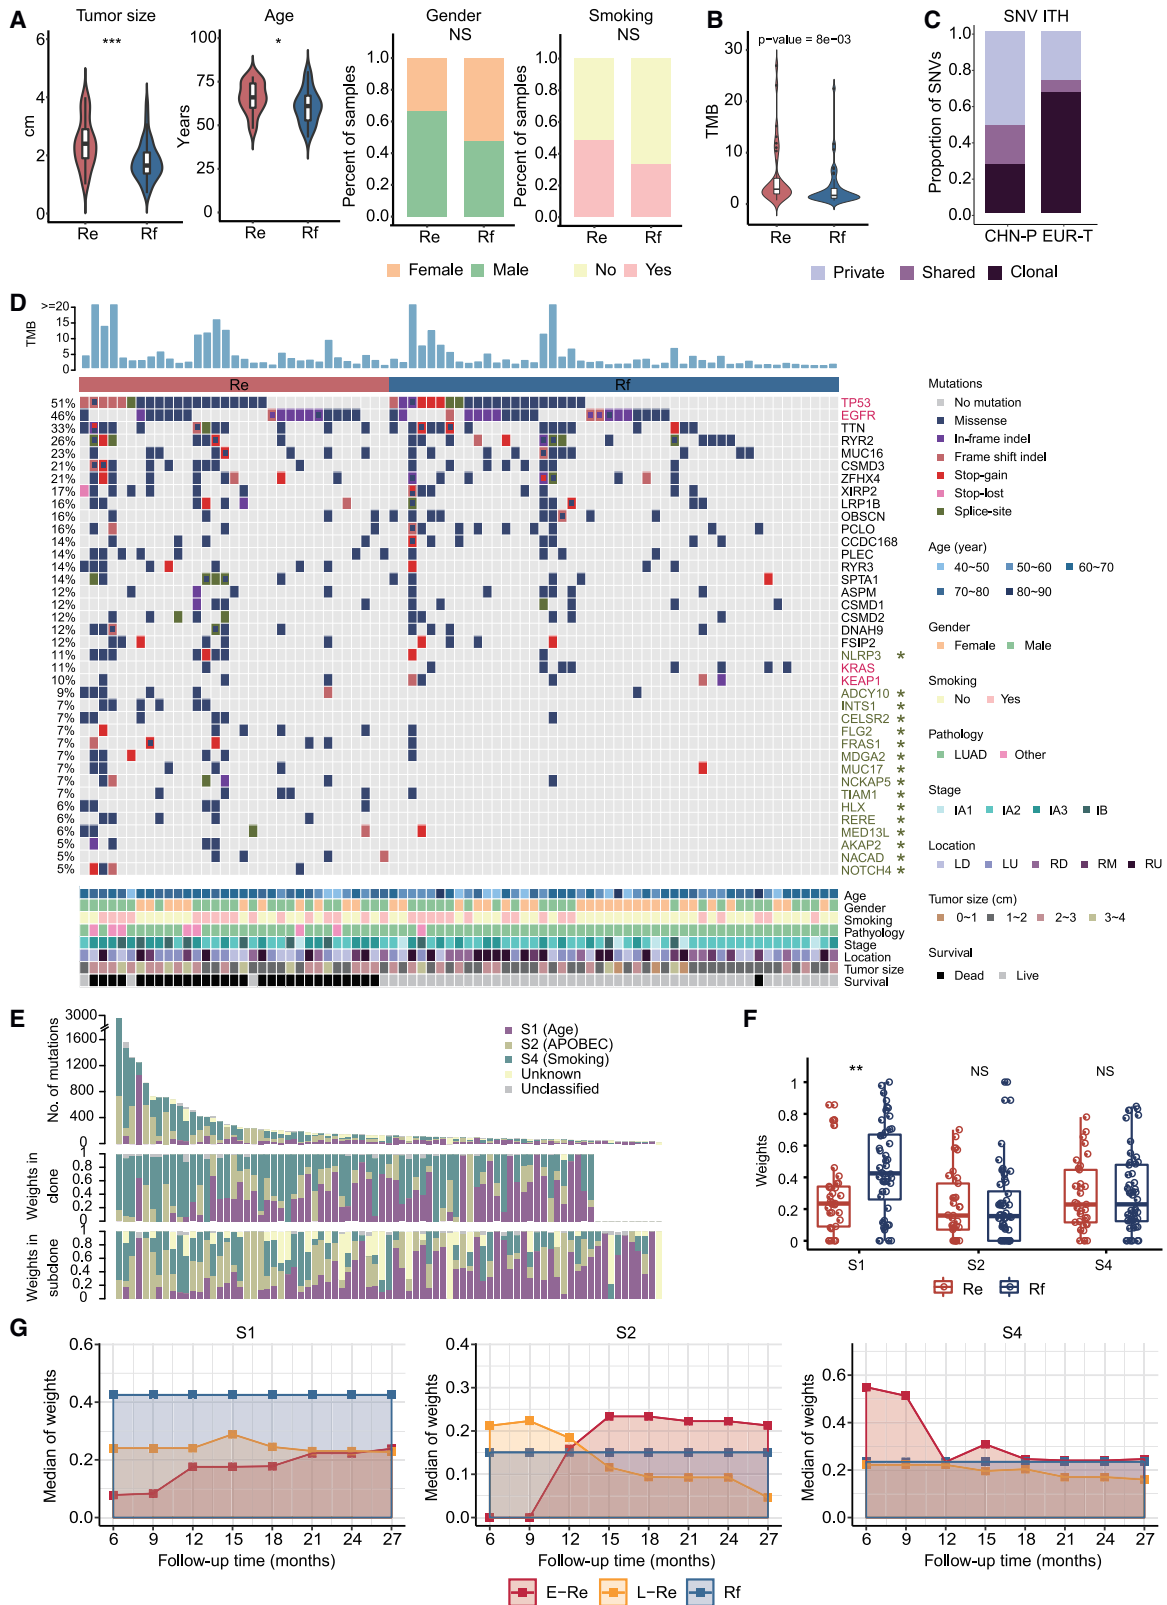 A
Tumor size
Age
Gender
Smoking
B
C
SNV ITH
***
*
NS
NS
p-value = 8e−03
6
4
2
0
cm
Re
Rf
100
75
50
25
0
Years
Re
Rf
1.0
0.8
0.6
0.4
0.2
0.0
Percent of samples
Re
Rf
Female
Male
1.0
0.8
0.6
0.4
0.2
0.0
Percent of samples
Re
Rf
No
Yes
30
20
10
0
TMB
Re
Rf
1.0
0.8
0.6
0.4
0.2
0.0
Proportion of SNVs
CHN-P EUR-T
Private
Shared
Clonal
D
TMB
>=20
15
10
5
0
Re
Rf
51% TP53
46% EGFR
33% TTN
26% RYR2
23% MUC16
21% CSMD3
21% ZFHX4
17% XIRP2
16% LRP1B
16% OBSCN
16% PCLO
14% CCDC168
14% PLEC
14% RYR3
14% SPTA1
12% ASPM
12% CSMD1
12% CSMD2
12% DNAH9
12% FSIP2
11% NLRP3 *
11% KRAS
10% KEAP1
9% ADCY10 *
7% INTS1 *
7% CELSR2 *
7% FLG2 *
7% FRAS1 *
7% MDGA2 *
7% MUC17 *
7% NCKAP5 *
7% TIAM1 *
6% HLX *
6% RERE *
6% MED13L *
5% AKAP2 *
5% NACAD *
5% NOTCH4 *
Age
Gender
Smoking
Pathyology
Stage
Location
Tumor size
Survival
Mutations
No mutation
Missense
In-frame indel
Frame shift indel
Stop-gain
Stop-lost
Splice-site
Age (year)
40~50 50~60 60~70
70~80 80~90
Gender
Female Male
Smoking
No Yes
Pathology
LUAD Other
Stage
IA1 IA2 IA3 IB
Location
LD LU RD RM RU
Tumor size (cm)
0~1 1~2 2~3 3~4
Survival
Dead Live
E
No. of mutations
3000
1600
1200
800
400
0
S1 (Age)
S2 (APOBEC)
S4 (Smoking)
Unknown
Unclassified
Weights in
clone
1
0.8
0.6
0.4
0.2
0
Weights in
subclone
1
0.8
0.6
0.4
0.2
0
F
**
NS
NS
Weights
1
0.8
0.6
0.4
0.2
0
S1
S2
S4
Re
Rf
G
S1
Median of weights
0.6
0.4
0.2
0.0
6 9 12 15 18 21 24 27
Follow-up time (months)
S2
Median of weights
0.4
0.3
0.2
0.1
0.0
6 9 12 15 18 21 24 27
Follow-up time (months)
S4
Median of weights
0.6
0.4
0.2
0.0
6 9 12 15 18 21 24 27
Follow-up time (months)
E−Re
L−Re
Rf